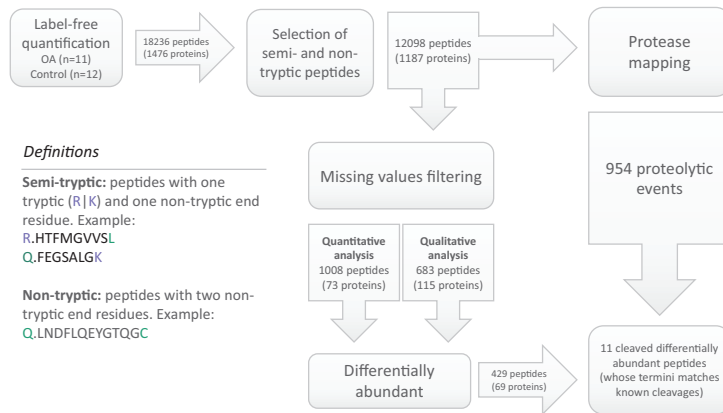 Label-free
quantification
OA (n=11)
Control (n=12)
18236 peptides
(1476 proteins)
Selection of
semi- and non-
tryptic peptides
12098 peptides
(1187 proteins)
Protease
mapping
Definitions
Semi-tryptic: peptides with one
tryptic (R|K) and one non-tryptic end
residue. Example:
R.HTFMGVVSL
Q.FEGSALGK
Non-tryptic: peptides with two non-
tryptic end residues. Example:
Q.LNDFLQEYGTQGC
Missing values filtering
954 proteolytic
events
Quantitative
analysis
1008 peptides
(73 proteins)
Qualitative
analysis
683 peptides
(115 proteins)
Differentially
abundant
429 peptides
(69 proteins)
11 cleaved differentially
abundant peptides
(whose termini matches
known cleavages)